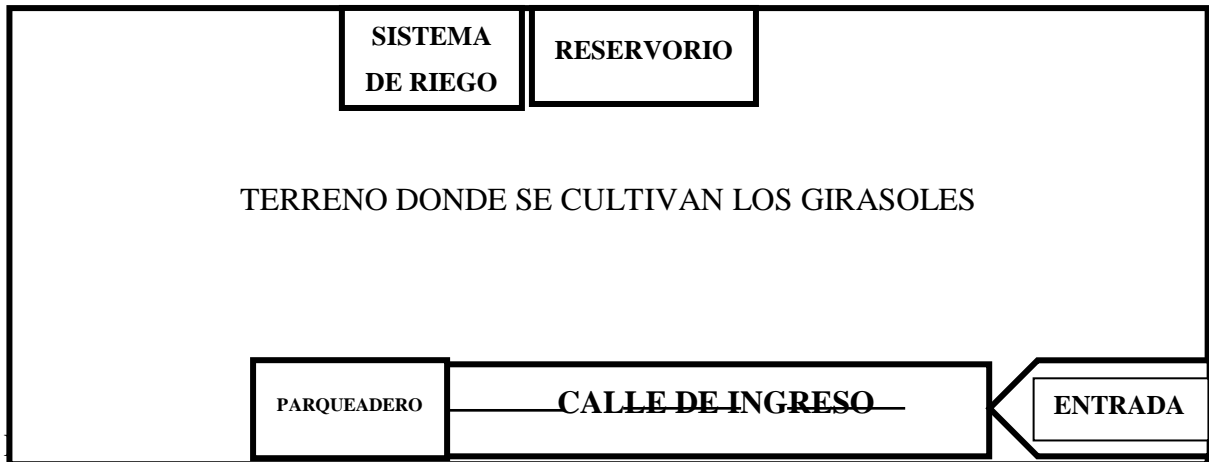 SISTEMA
DE RIEGO
RESERVORIO
TERRENO DONDE SE CULTIVAN LOS GIRASOLES
PARQUEADERO
CALLE DE INGRESO
ENTRADA